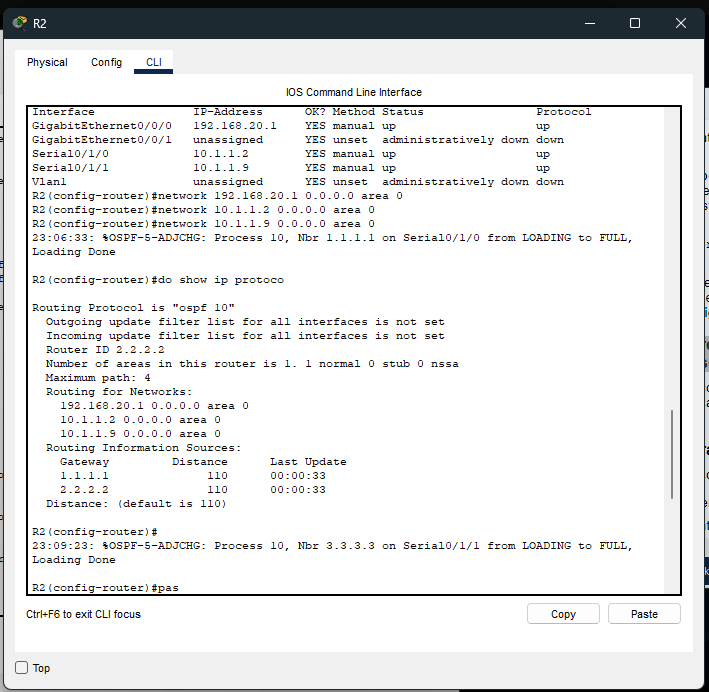 R2
Physical Config CLI
IOS Command Line Interface
Interface IP-Address OK? Method Status Protocol
GigabitEthernet0/0/0 192.168.20.1 YES manual up up
GigabitEthernet0/0/1 unassigned YES unset administratively down down
Serial0/1/0 10.1.1.2 YES manual up up
Serial0/1/1 10.1.1.9 YES manual up up
Vlan1 unassigned YES unset administratively down down
R2(config-router)#network 192.168.20.1 0.0.0.0 area 0
R2(config-router)#network 10.1.1.2 0.0.0.0 area 0
R2(config-router)#network 10.1.1.9 0.0.0.0 area 0
23:06:33: %OSPF-5-ADJCHG: Process 10, Nbr 1.1.1.1 on Serial0/1/0 from LOADING to FULL,
Loading Done
R2(config-router)#do show ip protoco
Routing Protocol is "ospf 10"
Outgoing update filter list for all interfaces is not set
Incoming update filter list for all interfaces is not set
Router ID 2.2.2.2
Number of areas in this router is 1. 1 normal 0 stub 0 nssa
Maximum path: 4
Routing for Networks:
192.168.20.1 0.0.0.0 area 0
10.1.1.2 0.0.0.0 area 0
10.1.1.9 0.0.0.0 area 0
Routing Information Sources:
Gateway Distance Last Update
1.1.1.1 110 00:00:33
2.2.2.2 110 00:00:33
Distance: (default is 110)
R2(config-router)#
23:09:23: %OSPF-5-ADJCHG: Process 10, Nbr 3.3.3.3 on Serial0/1/1 from LOADING to FULL,
Loading Done
R2(config-router)#pas
Ctrl+F6 to exit CLI focus
Copy Paste
Top